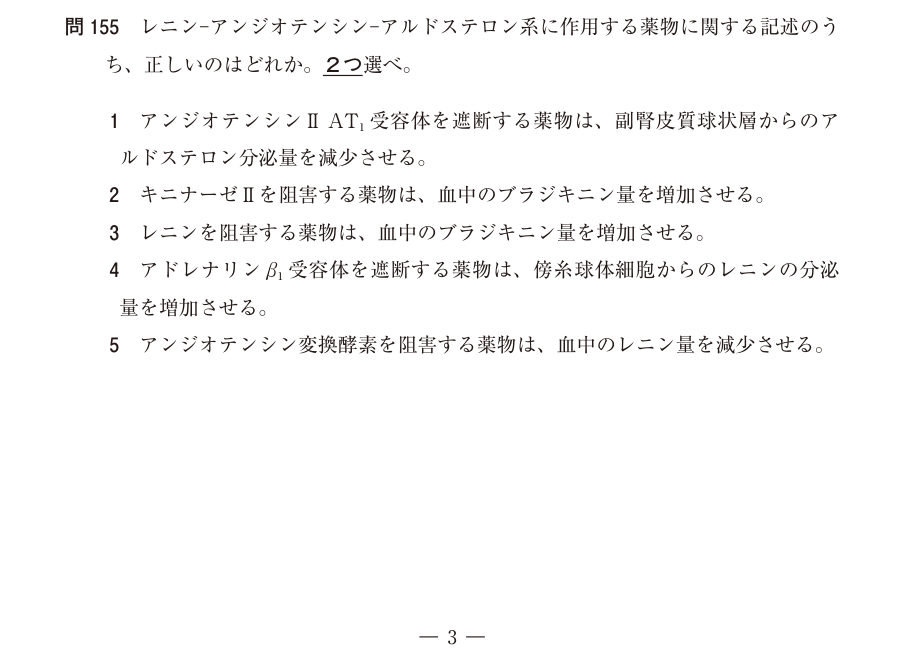 問 155　レニン-アンジオテンシン-アルドステロン系に作用する薬物に関する記述のう
ち、正しいのはどれか。２つ選べ。
1　アンジオテンシンⅡ AT₁ 受容体を遮断する薬物は、副腎皮質球状層からのア
ルドステロン分泌量を減少させる。
2　キニナーゼⅡを阻害する薬物は、血中のブラジキニン量を増加させる。
3　レニンを阻害する薬物は、血中のブラジキニン量を増加させる。
4　アドレナリン β₁ 受容体を遮断する薬物は、傍糸球体細胞からのレニンの分泌
量を増加させる。
5　アンジオテンシン変換酵素を阻害する薬物は、血中のレニン量を減少させる。
― 3 ―